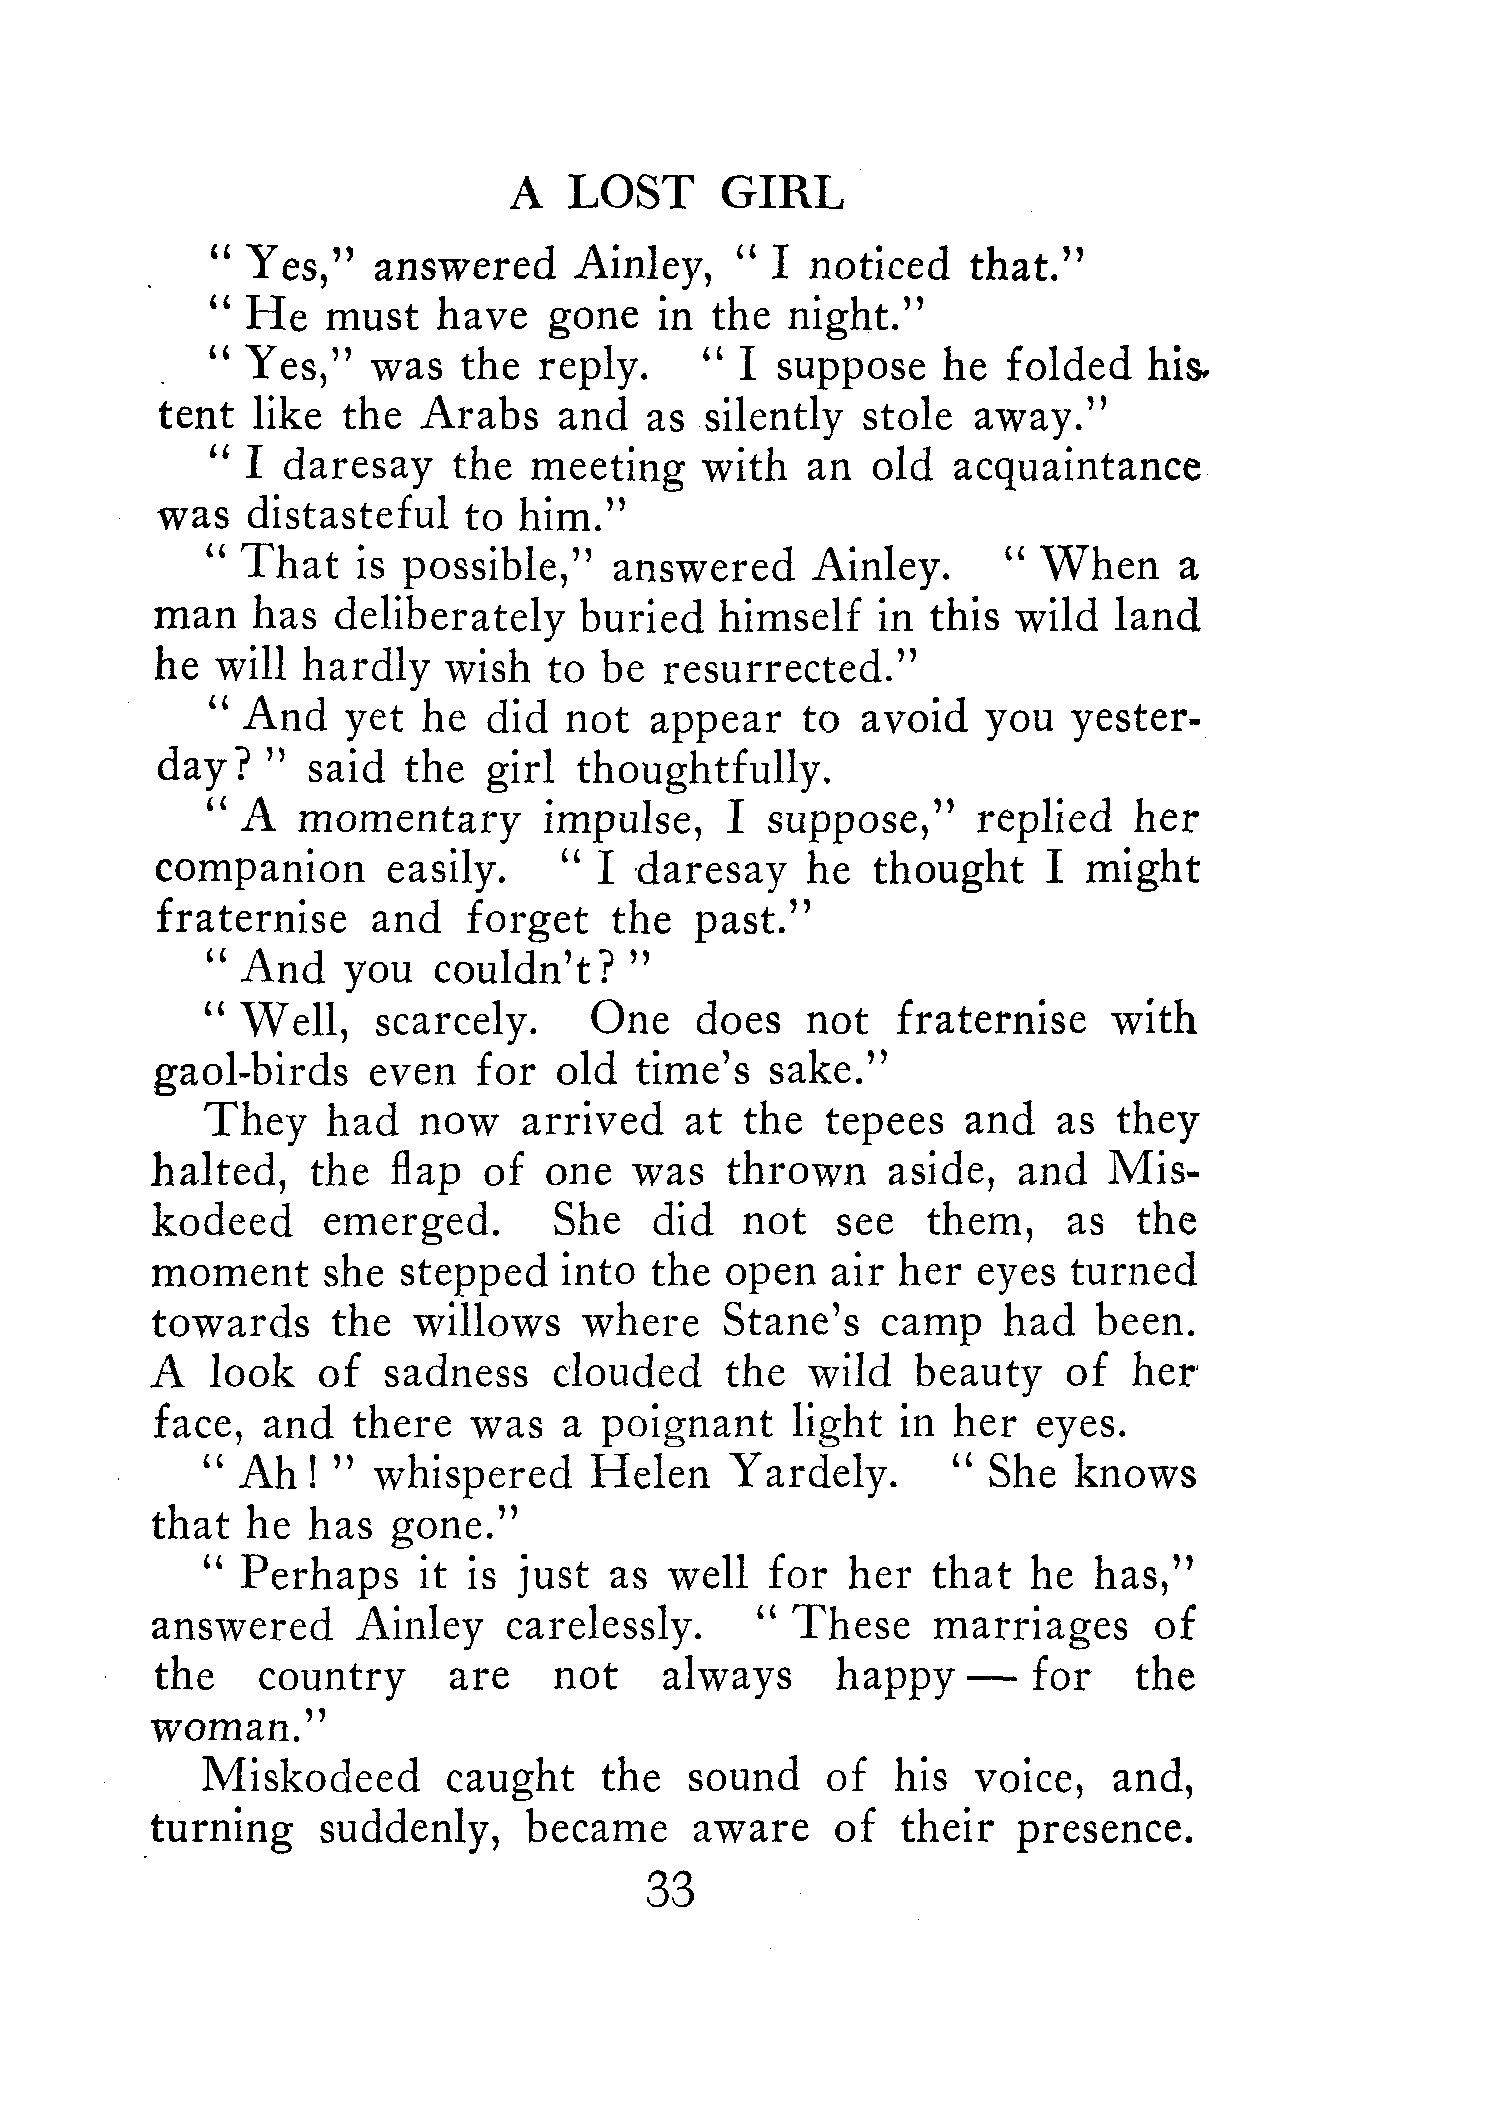 A LOST GIRL
“ Yes,” answered Ainley, “ I noticed that.”
“ He must have gone in the night.”
“ Yes,” was the reply. “ I suppose he folded his
tent like the Arabs and as silently stole away.”
“ I daresay the meeting with an old acquaintance
was distasteful to him.”
“ That is possible,” answered Ainley. “ When a
man has deliberately buried himself in this wild land
he will hardly wish to be resurrected.”
“ And yet he did not appear to avoid you yester-
day? ” said the girl thoughtfully.
“ A momentary impulse, I suppose,” replied her
companion easily. “ I daresay he thought I might
fraternise and forget the past.”
“ And you couldn’t? ”
“ Well, scarcely. One does not fraternise with
gaol-birds even for old time’s sake.”
They had now arrived at the tepees and as they
halted, the flap of one was thrown aside, and Mis-
kodeed emerged. She did not see them, as the
moment she stepped into the open air her eyes turned
towards the willows where Stane’s camp had been.
A look of sadness clouded the wild beauty of her
face, and there was a poignant light in her eyes.
“ Ah! ” whispered Helen Yardely. “ She knows
that he has gone.”
“ Perhaps it is just as well for her that he has,”
answered Ainley carelessly. “ These marriages of
the country are not always happy — for the
woman.”
Miskodeed caught the sound of his voice, and,
turning suddenly, became aware of their presence.
33